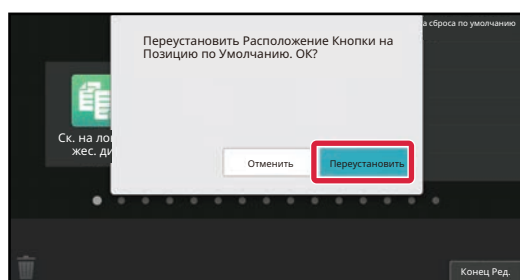 а сброса по умолчанию
Переустановить Расположение Кнопки на
Позицию по Умолчанию. ОК?
Ск. на ло
жес. ди
Отменить
Переустановить
Конец Ред.